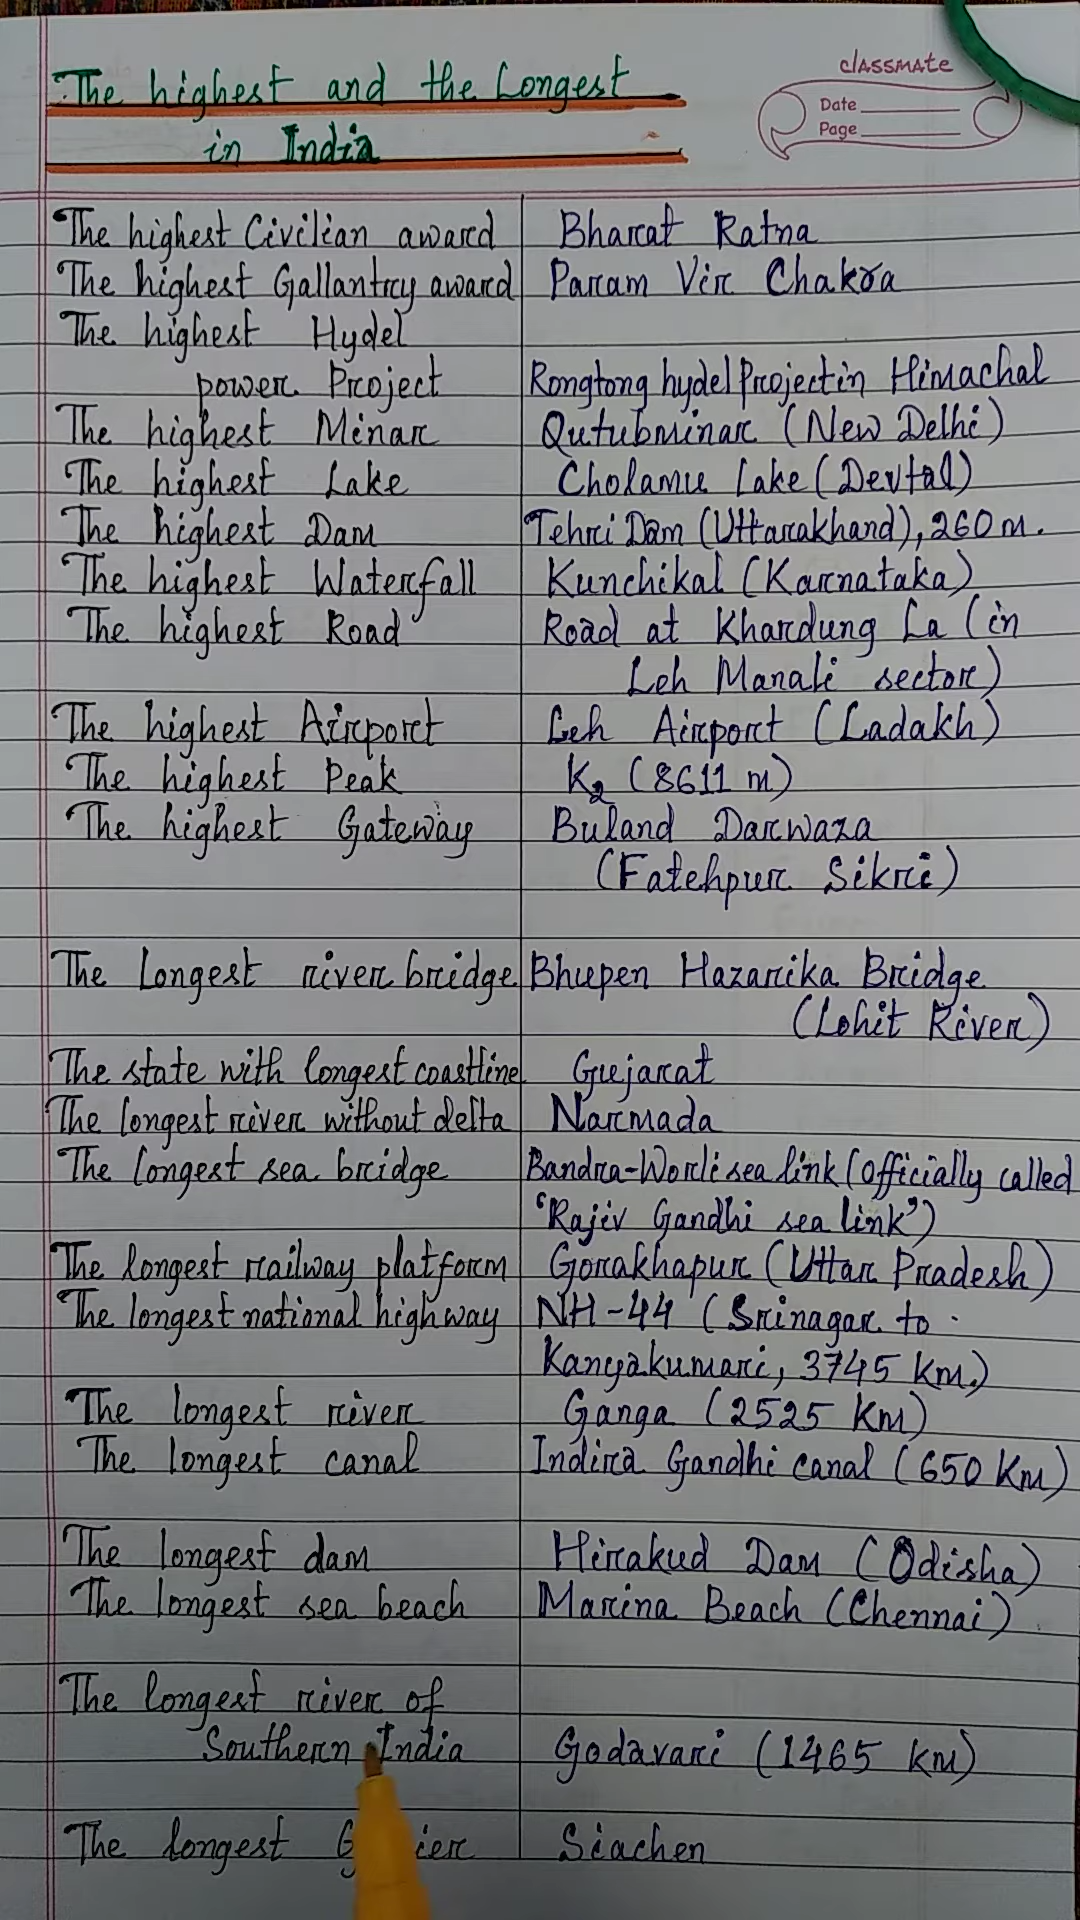 The highest and the Longest
in India
classmate
Date
Page
The highest Civilian award Bharat Ratna
The highest Gallantry award Param Vir Chakra
The highest Hydel
power Project Rongtong hydel Project in Himachal
The highest Minar Qutubminar (New Delhi)
The highest Lake Cholamu Lake (Devtal)
The highest Dam Tehri Dam (Uttarakhand), 260 m.
The highest Waterfall Kunchikal (Karnataka)
The highest Road Road at Khardung La (in
Leh Manali sector)
The highest Airport Leh Airport (Ladakh)
The highest Peak K2 (8611 m)
The highest Gateway Buland Darwaza
(Fatehpur Sikri)
The Longest river bridge Bhupen Hazarika Bridge
(Lohit River)
The state with longest coastline Gujarat
The longest river without delta Narmada
The longest sea bridge Bandra-Worli sea link (officially called
'Rajiv Gandhi sea link')
The longest railway platform Gorakhapur (Uttar Pradesh)
The longest national highway NH-44 (Srinagar to
Kanyakumari, 3745 Km.)
The longest river Ganga (2525 Km)
The longest canal Indira Gandhi canal (650 Km)
The longest dam Hirakud Dam (Odisha)
The longest sea beach Marina Beach (Chennai)
The longest river of
Southern India Godavari (1465 Km)
The longest Siachen